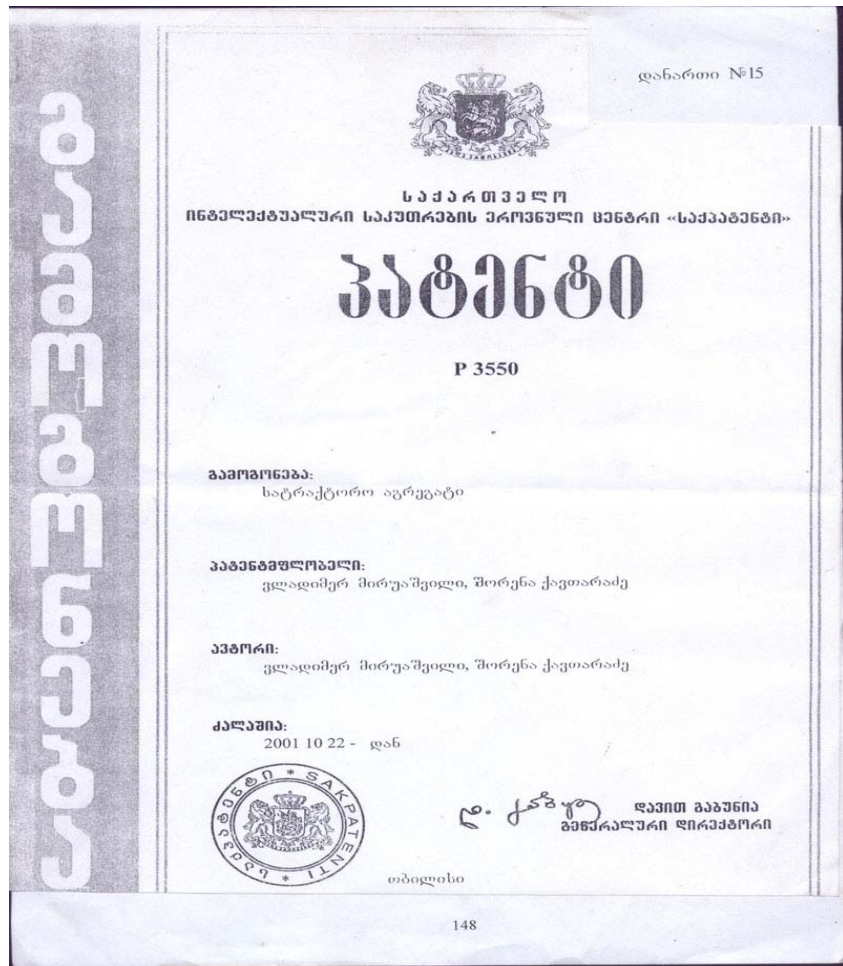 დანართი №15
საქართველო
ინტელექტუალური საკუთრების ეროვნული ცენტრი «საქპატენტი»
პატენტი
P 3550
გამოგონება:
სატრაქტორო აგრეგატი
პატენტმფლობელი:
ვლადიმერ მირუაშვილი, შორენა ქავთარაძე
ავტორი:
ვლადიმერ მირუაშვილი, შორენა ქავთარაძე
ძალაშია:
2001 10 22 - დან
საქპატენტი * SAKPATENTI *
დავით გაბუნია
გენერალური დირექტორი
თბილისი
148